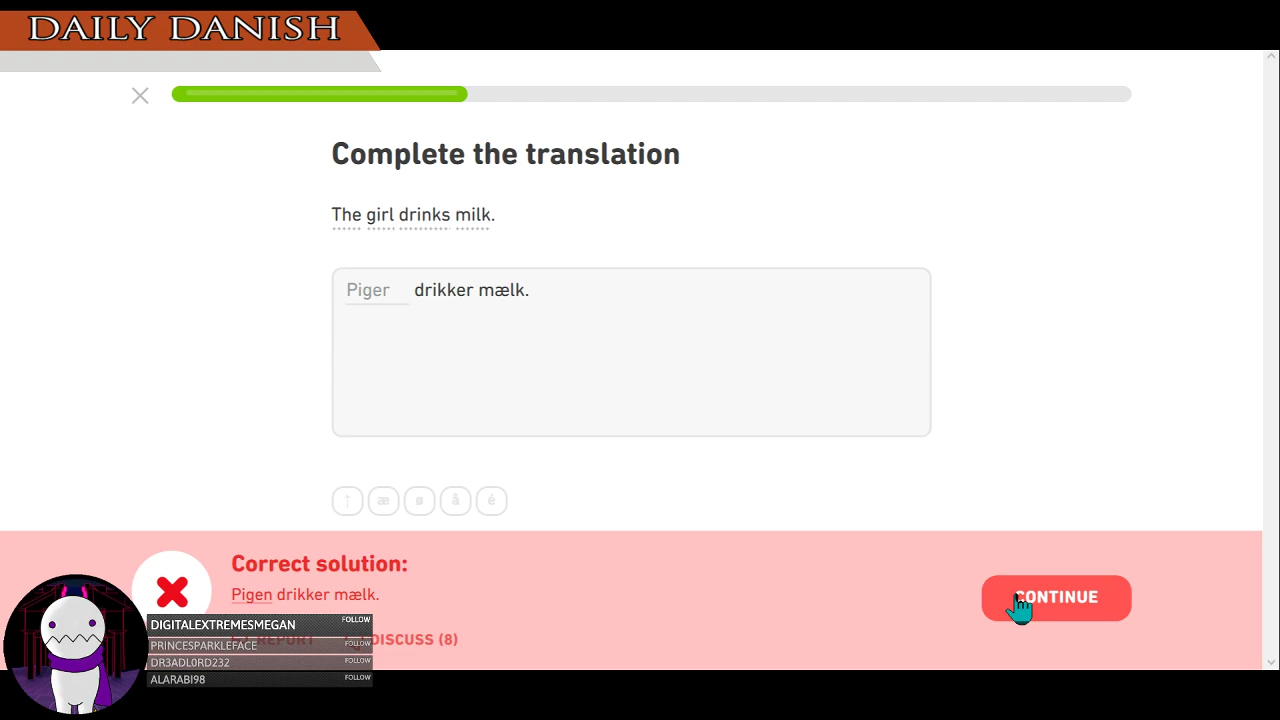 DAILY DANISH
Complete the translation
The girl drinks milk.
Piger drikker mælk.
↑ æ ø å é
Correct solution:
Pigen drikker mælk.
CONTINUE
REPORT DISCUSS (8)
DIGITALEXTREMESMEGAN FOLLOW
PRINCESPARKLEFACE FOLLOW
DR3ADL0RD232 FOLLOW
ALARABI98 FOLLOW